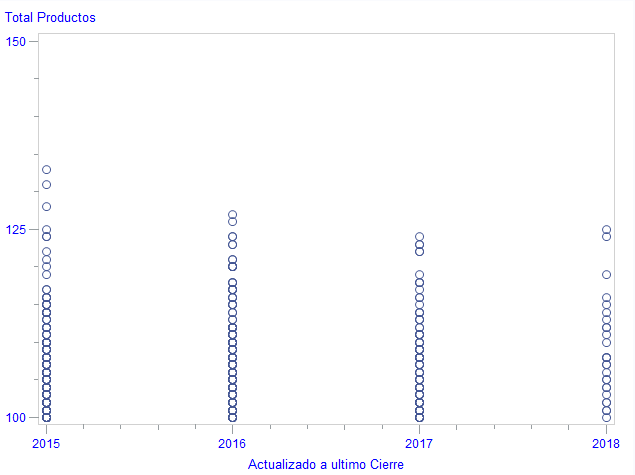 Total Productos
150
125
100
2015 2016 2017 2018
Actualizado a ultimo Cierre